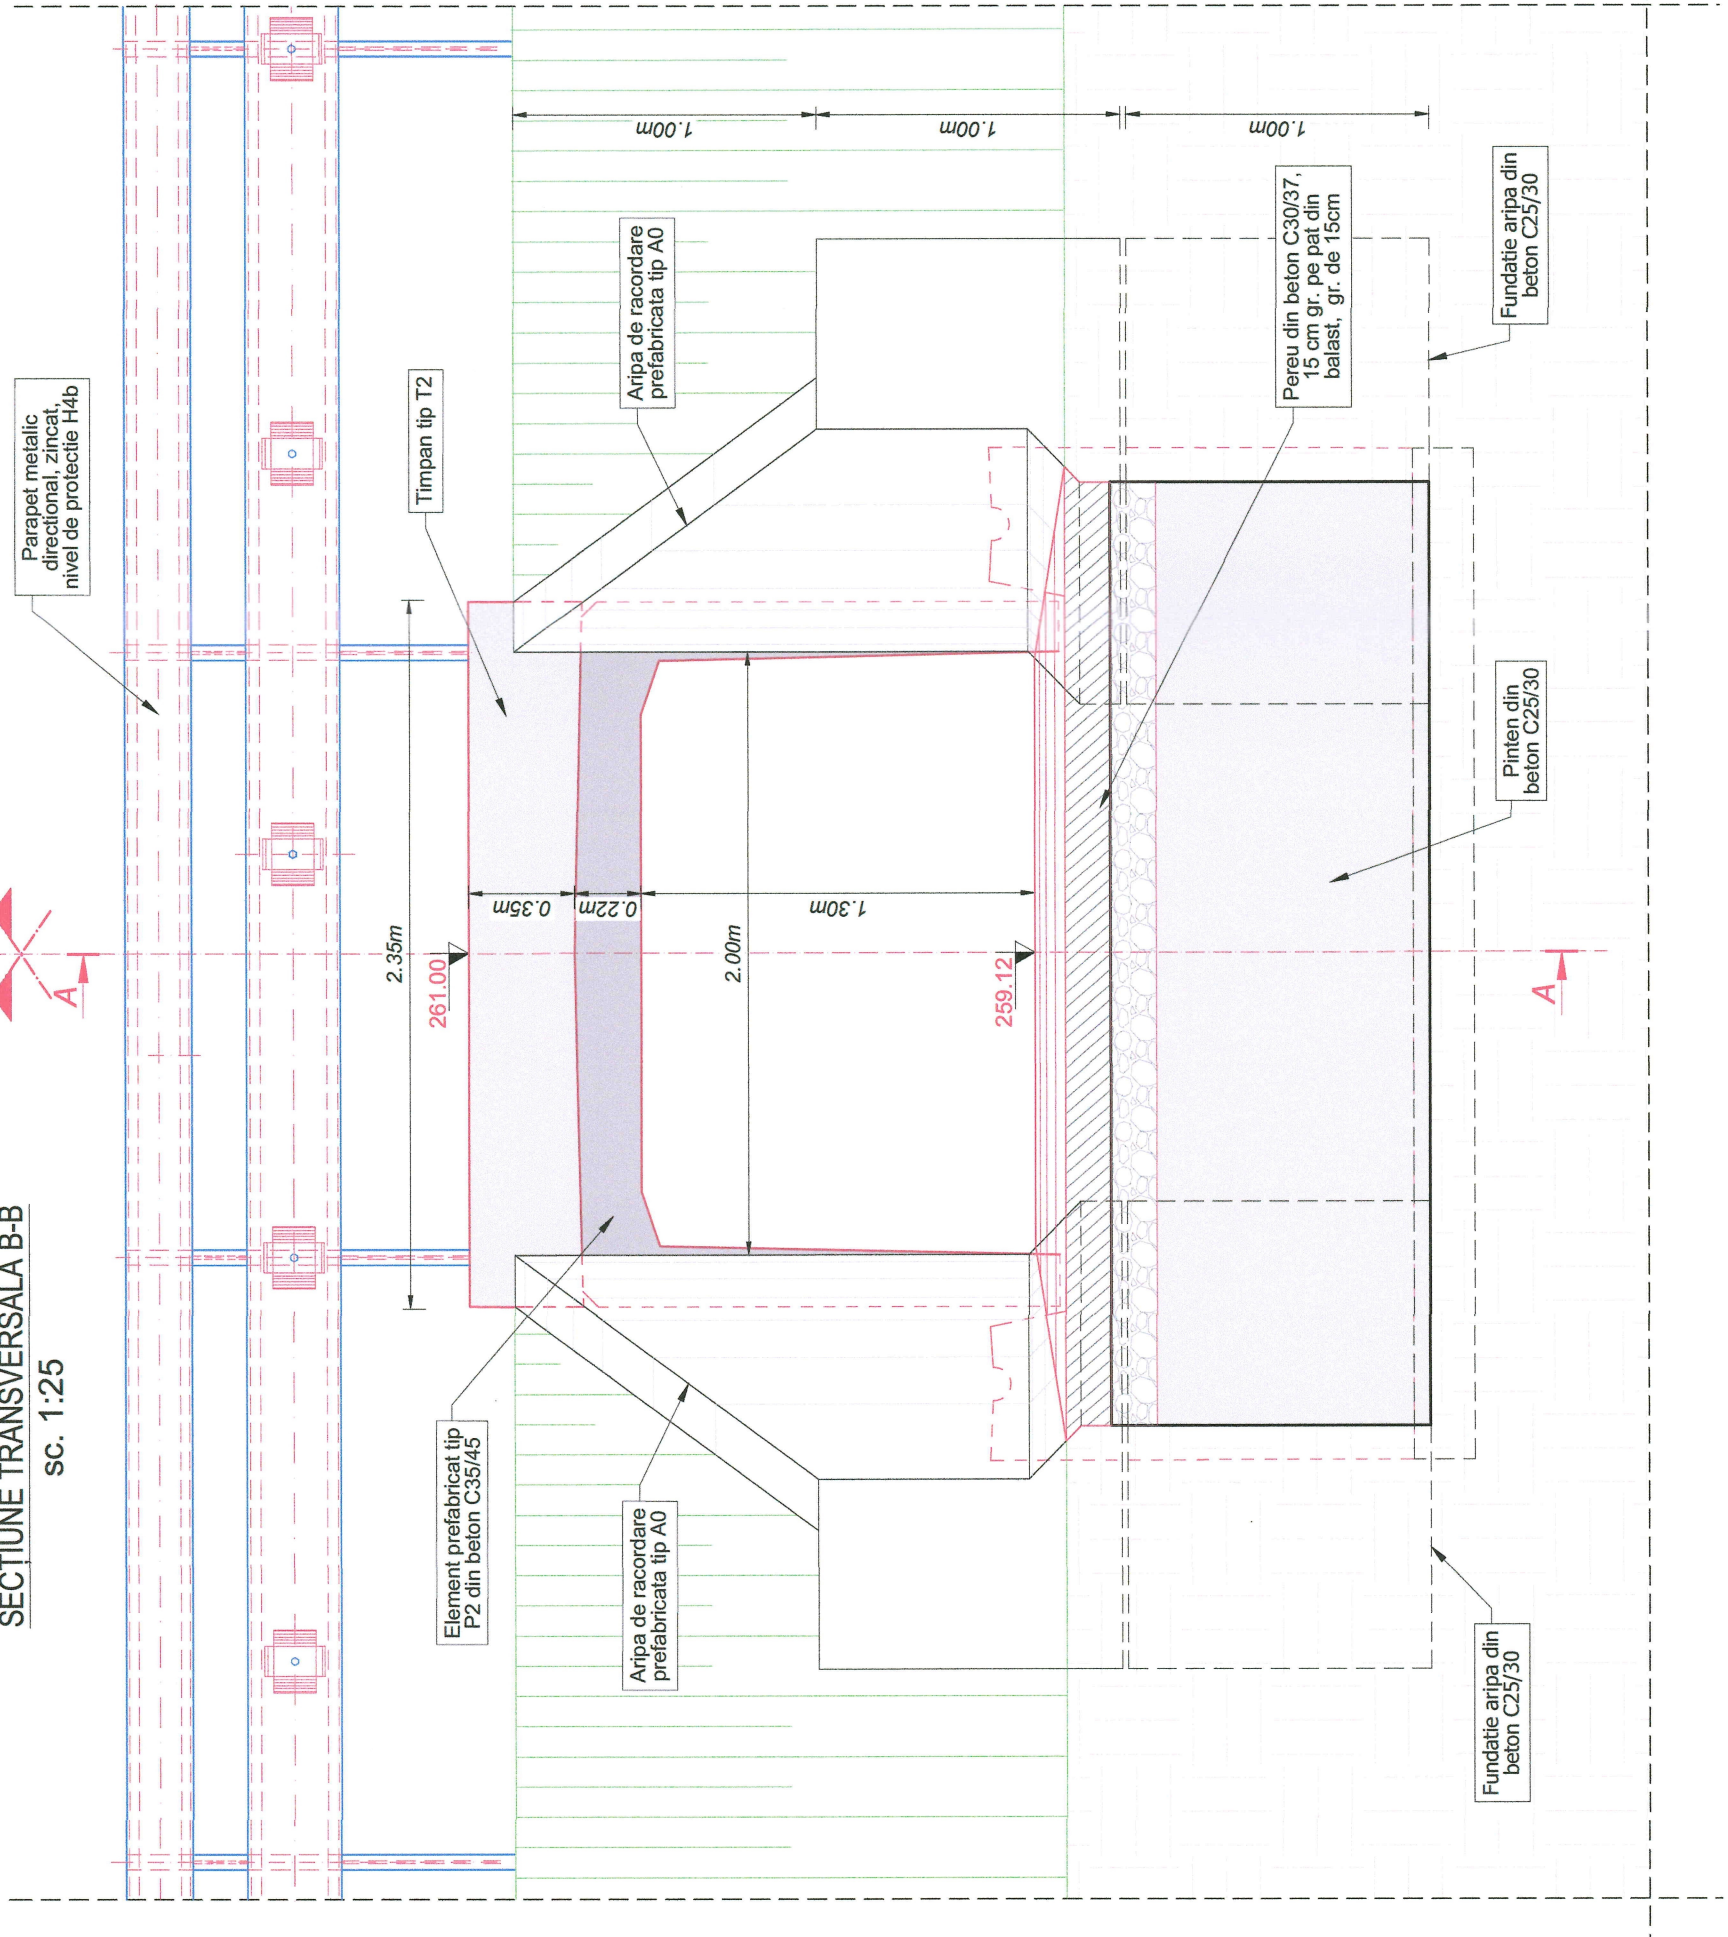 SECȚIUNE TRANSVERSALA B-B
sc. 1:25
Parapet metalic
directional, zincat,
nivel de protectie H4b
A
Timpan tip T2
2.35m
261.00
Element prefabricat tip
P2 din beton C35/45
0.35m
0.22m
1.30m
2.00m
Aripa de racordare
prefabricata tip A0
Aripa de racordare
prefabricata tip A0
1.00m
1.00m
1.00m
259.12
Pereu din beton C30/37,
15 cm gr. pe pat din
balast, gr. de 15cm
Fundatie aripa din
beton C25/30
Pinten din
beton C25/30
Fundatie aripa din
beton C25/30
A